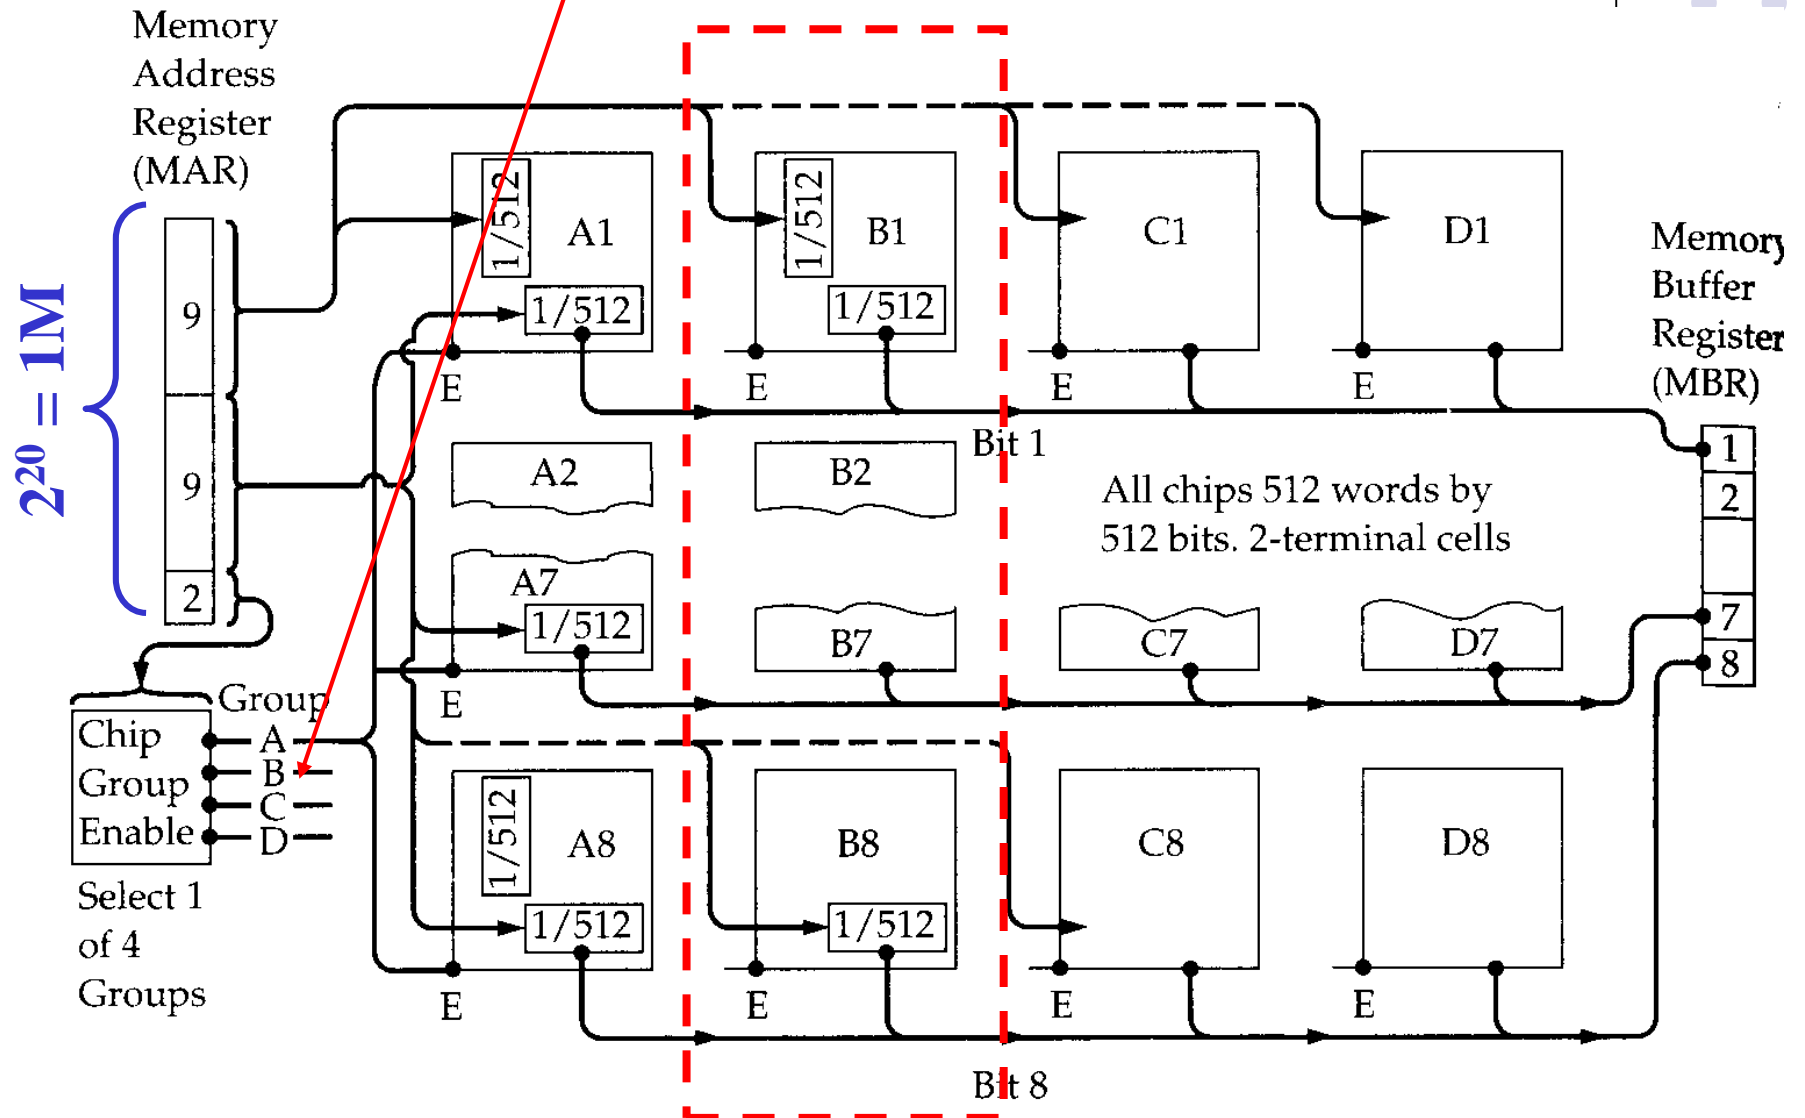 Memory
Address
Register
(MAR)
2²⁰ = 1M
9
9
2
Chip
Group
Enable
Group
A
B
C
D
Select 1
of 4
Groups
1/512
A1
1/512
E
1/512
B1
1/512
E
C1
E
D1
E
Bit 1
A2
B2
All chips 512 words by
512 bits. 2-terminal cells
A7
1/512
E
B7
C7
D7
1/512
A8
1/512
E
B8
1/512
E
C8
E
D8
E
Bit 8
Memory
Buffer
Register
(MBR)
1
2
7
8